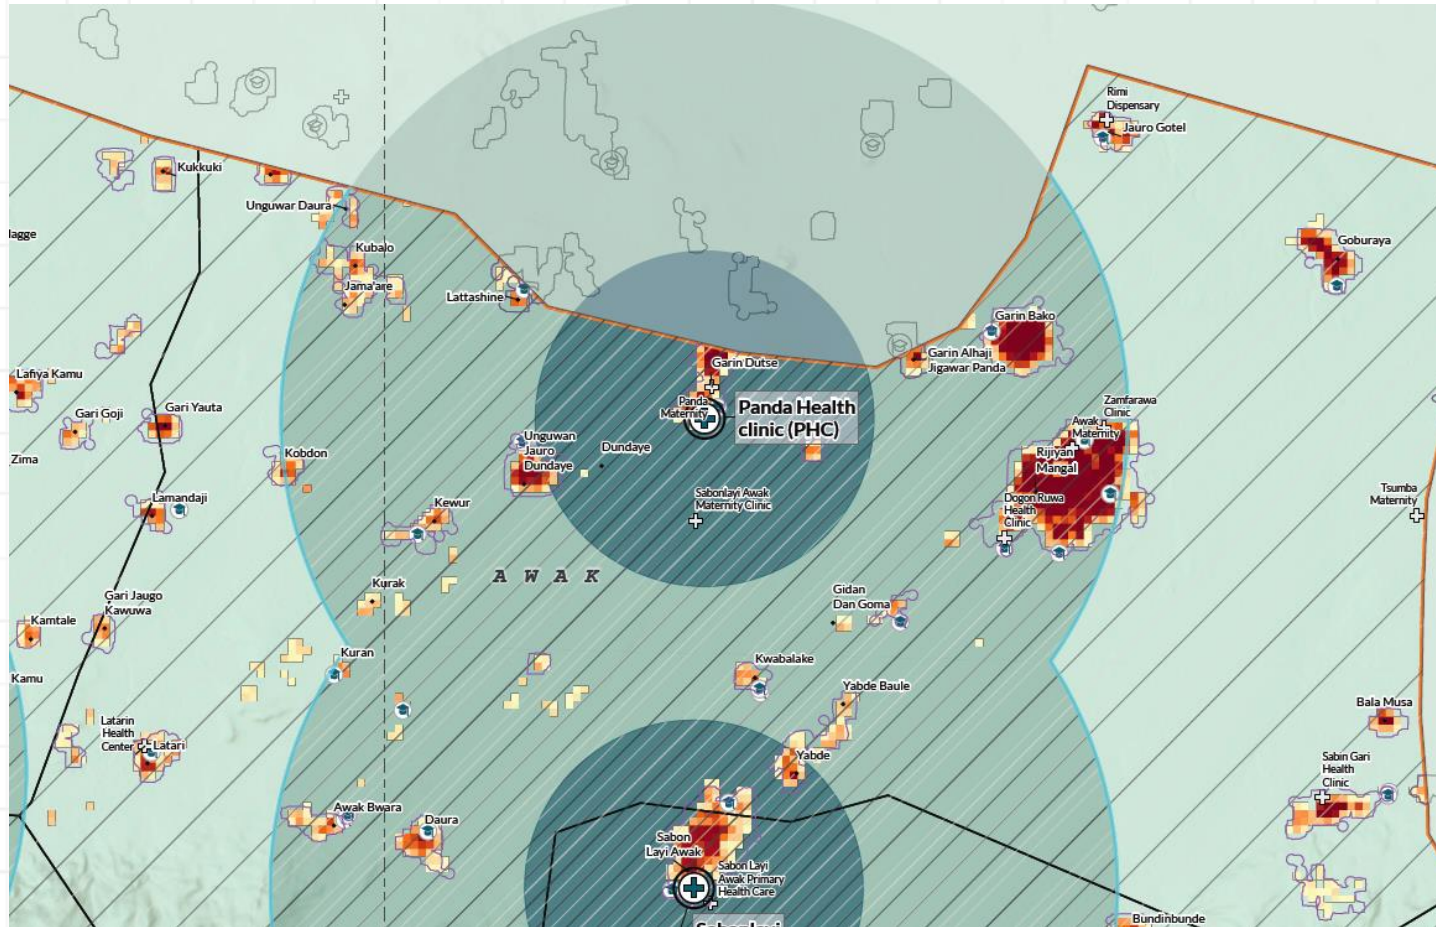 Rimi
Dispensary
Jauro Gotel
Kukkuki
Unguwar Daura
lagge
Kubalo
Goburaya
Jama'are
Lattashine
Garin Bako
Garin Dutse
Garin Alhaji
Jigawar Panda
Lafiya Kamu
Panda
Maternity
Panda Health
clinic (PHC)
Zamfarawa
Clinic
Gari Goji
Gari Yauta
Awak
Maternity
Unguwan
Jauro
Dundaye
Dundaye
Kobdon
Zima
Rijiyan
Mangal
Lamandaji
Kewur
Sabonlayi Awak
Maternity Clinic
Dogon Ruwa
Health
Clinic
Tsumba
Maternity
AWAK
Kurak
Gidan
Dan Goma
Gari Jaugo
Kawuwa
Kamtale
Kuran
Kwabalake
Kamu
Yabde Baule
Bala Musa
Latarin
Health
Center
Latari
Yabde
Sabin Gari
Health
Clinic
Awak Bwara
Daura
Sabon
Layi Awak
Sabon Layi
Awak Primary
Health Care
Sabonlayi
Bundinbunde